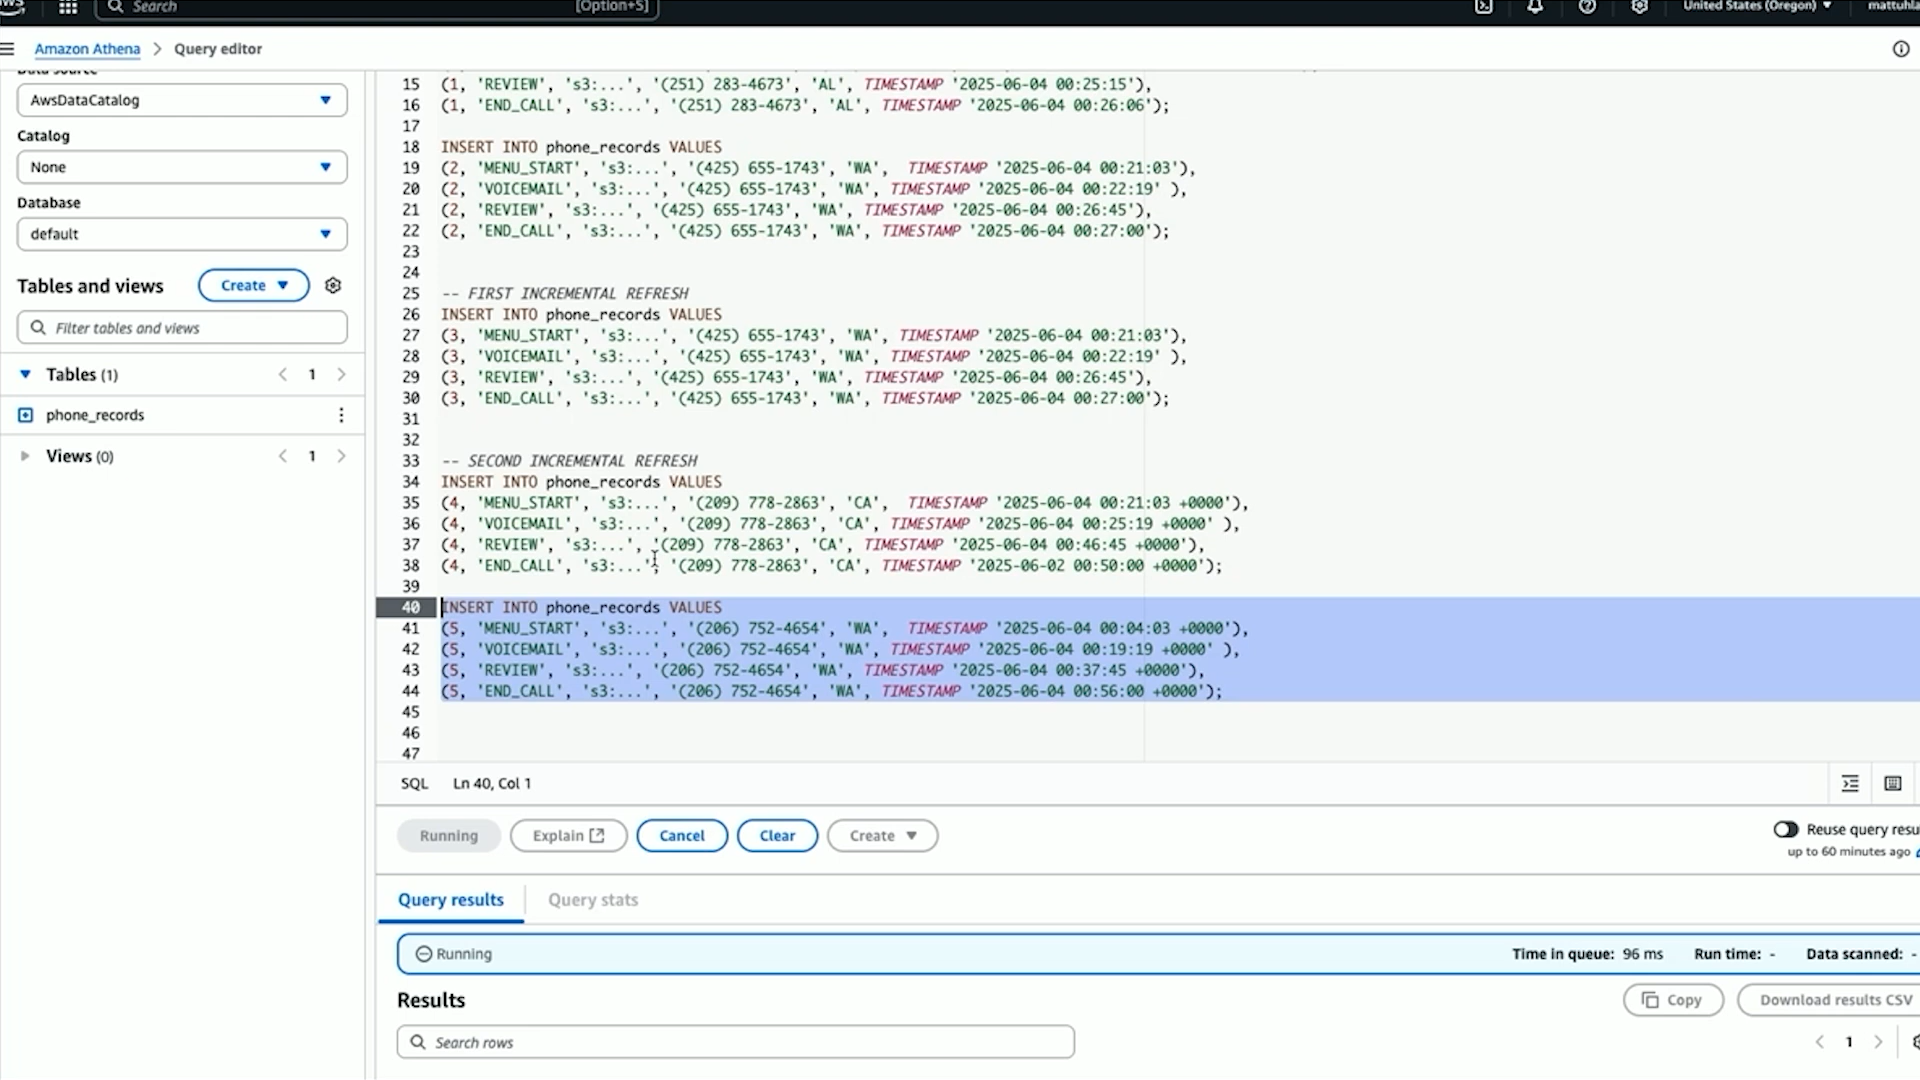 aws
Search
[Option+S]
United States (Oregon)
Amazon Athena
Query editor
Data source
AwsDataCatalog
Catalog
None
Database
default
Tables and views
Create
Filter tables and views
Tables (1)
1
phone_records
Views (0)
1
15 (1, 'REVIEW', 's3:...', '(251) 283-4673', 'AL', TIMESTAMP '2025-06-04 00:25:15'),
16 (1, 'END_CALL', 's3:...', '(251) 283-4673', 'AL', TIMESTAMP '2025-06-04 00:26:06');
17
18 INSERT INTO phone_records VALUES
19 (2, 'MENU_START', 's3:...', '(425) 655-1743', 'WA', TIMESTAMP '2025-06-04 00:21:03'),
20 (2, 'VOICEMAIL', 's3:...', '(425) 655-1743', 'WA', TIMESTAMP '2025-06-04 00:22:19' ),
21 (2, 'REVIEW', 's3:...', '(425) 655-1743', 'WA', TIMESTAMP '2025-06-04 00:26:45'),
22 (2, 'END_CALL', 's3:...', '(425) 655-1743', 'WA', TIMESTAMP '2025-06-04 00:27:00');
23
24
25 -- FIRST INCREMENTAL REFRESH
26 INSERT INTO phone_records VALUES
27 (3, 'MENU_START', 's3:...', '(425) 655-1743', 'WA', TIMESTAMP '2025-06-04 00:21:03'),
28 (3, 'VOICEMAIL', 's3:...', '(425) 655-1743', 'WA', TIMESTAMP '2025-06-04 00:22:19' ),
29 (3, 'REVIEW', 's3:...', '(425) 655-1743', 'WA', TIMESTAMP '2025-06-04 00:26:45'),
30 (3, 'END_CALL', 's3:...', '(425) 655-1743', 'WA', TIMESTAMP '2025-06-04 00:27:00');
31
32
33 -- SECOND INCREMENTAL REFRESH
34 INSERT INTO phone_records VALUES
35 (4, 'MENU_START', 's3:...', '(209) 778-2863', 'CA', TIMESTAMP '2025-06-04 00:21:03 +0000'),
36 (4, 'VOICEMAIL', 's3:...', '(209) 778-2863', 'CA', TIMESTAMP '2025-06-04 00:25:19 +0000' ),
37 (4, 'REVIEW', 's3:...', '(209) 778-2863', 'CA', TIMESTAMP '2025-06-04 00:46:45 +0000'),
38 (4, 'END_CALL', 's3:...', '(209) 778-2863', 'CA', TIMESTAMP '2025-06-02 00:50:00 +0000');
39
40 INSERT INTO phone_records VALUES
41 (5, 'MENU_START', 's3:...', '(206) 752-4654', 'WA', TIMESTAMP '2025-06-04 00:04:03 +0000'),
42 (5, 'VOICEMAIL', 's3:...', '(206) 752-4654', 'WA', TIMESTAMP '2025-06-04 00:19:19 +0000' ),
43 (5, 'REVIEW', 's3:...', '(206) 752-4654', 'WA', TIMESTAMP '2025-06-04 00:37:45 +0000'),
44 (5, 'END_CALL', 's3:...', '(206) 752-4654', 'WA', TIMESTAMP '2025-06-04 00:56:00 +0000');
45
46
47
SQL Ln 40, Col 1
Running
Explain
Cancel
Clear
Create
Reuse query resu
up to 60 minutes ago
Query results
Query stats
Running
Time in queue: 96 ms Run time: - Data scanned: -
Results
Copy
Download results CSV
Search rows
1